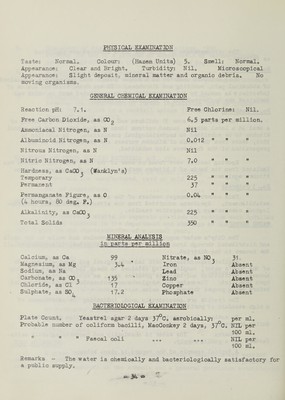 PHYSICAL EXAMINATION
Taste: Normal. Colour: (Hazen Units) 5. Smell: Normal.
Appearance: Clear and Bright. Turbidity: Nil. Microscopical
Appearance: Slight deposit, mineral matter and organic debris. No
moving organisms.
GENERAL CHEMICAL EXAMINATION
Reaction pH: 7.1. Free Chlorine: Nil.
Free Carbon Dioxide, as CO2 6.5 parts per million.
Ammoniacal Nitrogen, as N Nil
Albuminoid Nitrogen, as N 0.012 " " "
Nitrous Nitrogen, as N Nil
Nitric Nitrogen, as N 7.0 " " "
Hardness, as CaCO3 (Wanklyn's)
Temporary 225 " " "
Permanent 37 " " "
Permanganate Figure, as O 0.04 " " "
(4 hours, 80 deg. F.)
Alkalinity, as CaCO3 225 " " "
Total Solids 350 " " "
MINERAL ANALYSIS
in parts per million
Calcium, as Ca 99 Nitrate, as NO3 31
Magnesium, as Mg 3.4 Iron Absent
Sodium, as Na Lead Absent
Carbonate, as CO3 135 Zinc Absent
Chloride, as Cl 17 Copper Absent
Sulphate, as SO4 17.2 Phosphate Absent
BACTERIOLOGICAL EXAMINATION
Plate Count. Yeastrel agar 2 days 37°C. aerobically: per ml.
Probable number of coliform bacilli, MacConkey 2 days, 37°C. NIL per
100 ml.
" " " Faecal coli ... ... NIL per
100 ml.
Remarks - The water is chemically and bacteriologically satisfactory for
a public supply.
- 34 -